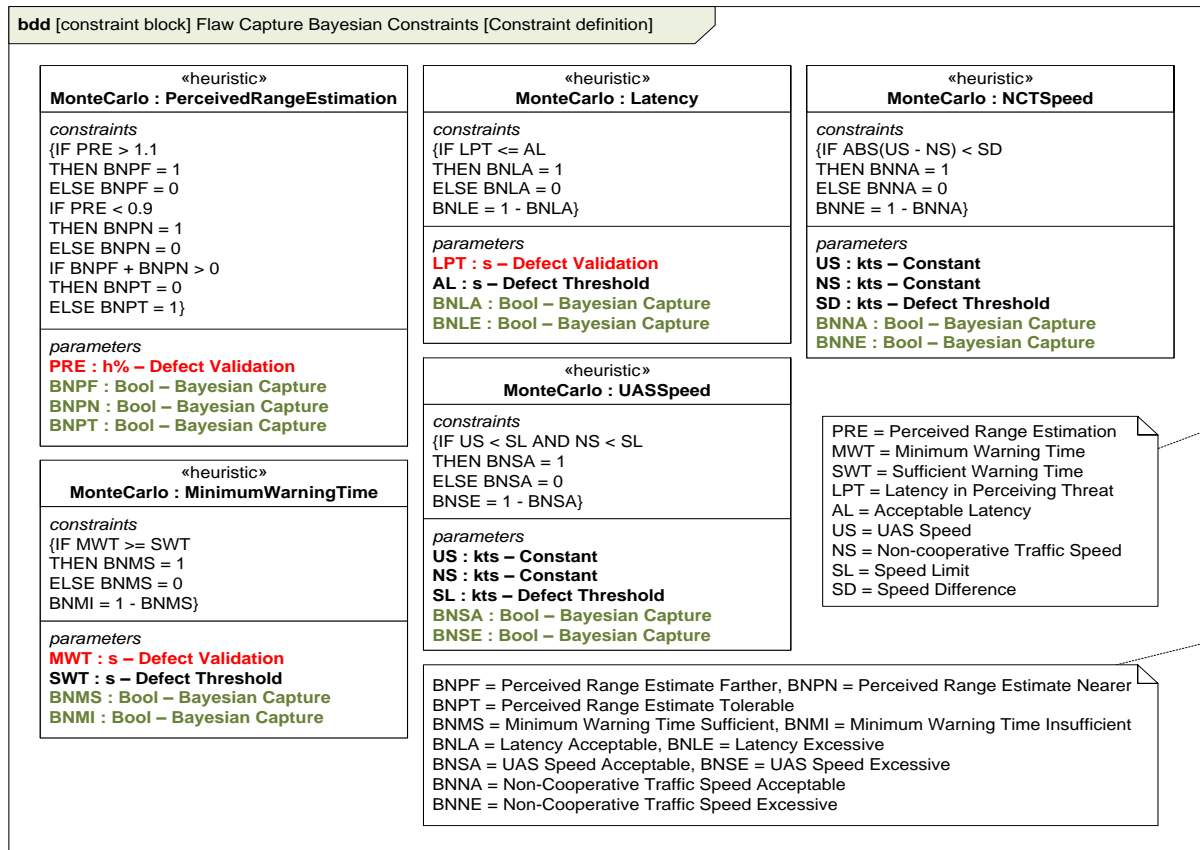 bdd [constraint block] Flaw Capture Bayesian Constraints [Constraint definition]
«heuristic»
MonteCarlo : PerceivedRangeEstimation
constraints
{IF PRE > 1.1
THEN BNPF = 1
ELSE BNPF = 0
IF PRE < 0.9
THEN BNPN = 1
ELSE BNPN = 0
IF BNPF + BNPN > 0
THEN BNPT = 0
ELSE BNPT = 1}
parameters
PRE : h% – Defect Validation
BNPF : Bool – Bayesian Capture
BNPN : Bool – Bayesian Capture
BNPT : Bool – Bayesian Capture
«heuristic»
MonteCarlo : MinimumWarningTime
constraints
{IF MWT >= SWT
THEN BNMS = 1
ELSE BNMS = 0
BNMI = 1 - BNMS}
parameters
MWT : s – Defect Validation
SWT : s – Defect Threshold
BNMS : Bool – Bayesian Capture
BNMI : Bool – Bayesian Capture
«heuristic»
MonteCarlo : Latency
constraints
{IF LPT <= AL
THEN BNLA = 1
ELSE BNLA = 0
BNLE = 1 - BNLA}
parameters
LPT : s – Defect Validation
AL : s – Defect Threshold
BNLA : Bool – Bayesian Capture
BNLE : Bool – Bayesian Capture
«heuristic»
MonteCarlo : UASSpeed
constraints
{IF US < SL AND NS < SL
THEN BNSA = 1
ELSE BNSA = 0
BNSE = 1 - BNSA}
parameters
US : kts – Constant
NS : kts – Constant
SL : kts – Defect Threshold
BNSA : Bool – Bayesian Capture
BNSE : Bool – Bayesian Capture
«heuristic»
MonteCarlo : NCTSpeed
constraints
{IF ABS(US - NS) < SD
THEN BNNA = 1
ELSE BNNA = 0
BNNE = 1 - BNNA}
parameters
US : kts – Constant
NS : kts – Constant
SD : kts – Defect Threshold
BNNA : Bool – Bayesian Capture
BNNE : Bool – Bayesian Capture
PRE = Perceived Range Estimation
MWT = Minimum Warning Time
SWT = Sufficient Warning Time
LPT = Latency in Perceiving Threat
AL = Acceptable Latency
US = UAS Speed
NS = Non-cooperative Traffic Speed
SL = Speed Limit
SD = Speed Difference
BNPF = Perceived Range Estimate Farther, BNPN = Perceived Range Estimate Nearer
BNPT = Perceived Range Estimate Tolerable
BNMS = Minimum Warning Time Sufficient, BNMI = Minimum Warning Time Insufficient
BNLA = Latency Acceptable, BNLE = Latency Excessive
BNSA = UAS Speed Acceptable, BNSE = UAS Speed Excessive
BNNA = Non-Cooperative Traffic Speed Acceptable
BNNE = Non-Cooperative Traffic Speed Excessive